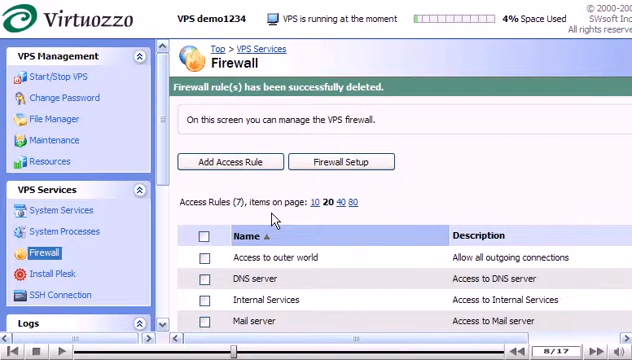 Virtuozzo
VPS demo1234
VPS is running at the moment
4% Space Used
© 2000-200
SWsoft Inc
All rights reserve
VPS Management
Start/Stop VPS
Change Password
File Manager
Maintenance
Resources
VPS Services
System Services
System Processes
Firewall
Install Plesk
SSH Connection
Logs
Top > VPS Services
Firewall
Firewall rule(s) has been successfully deleted.
On this screen you can manage the VPS firewall.
Add Access Rule
Firewall Setup
Access Rules (7), items on page: 10 20 40 80
Name Description
Access to outer world Allow all outgoing connections
DNS server Access to DNS server
Internal Services Access to Internal Services
Mail server Access to Mail server
8/17